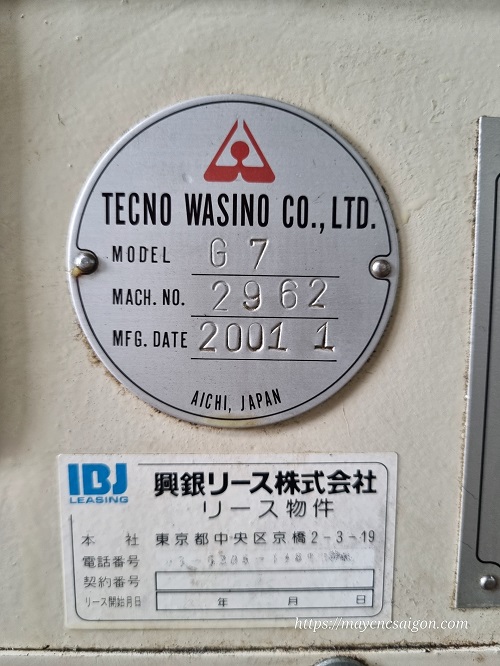 TECNO WASINO CO., LTD.
MODEL G 7
MACH. NO. 2962
MFG. DATE 2001 1
AICHI, JAPAN
IBJ 興銀リース株式会社
LEASING リース物件
本社 東京都中央区京橋2-3-19
電話番号
契約番号
リース開始月日 年 月 日
https://maycncsaigon.com